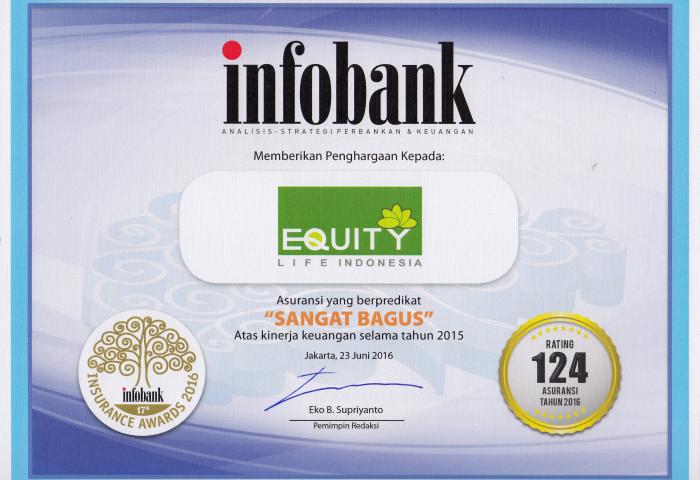 infobank
ANALISIS-STRATEGI PERBANKAN & KEUANGAN
Memberikan Penghargaan Kepada:
EQUITY
LIFE INDONESIA
Asuransi yang berpredikat
"SANGAT BAGUS"
Atas kinerja keuangan selama tahun 2015
Jakarta, 23 Juni 2016
Eko B. Supriyanto
Pemimpin Redaksi
infobank
17th
INSURANCE AWARDS 2016
RATING
124
ASURANSI
TAHUN 2016